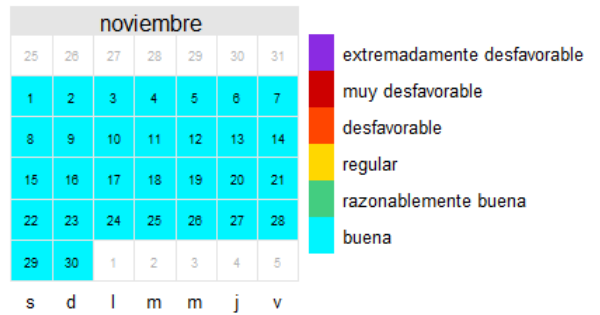 noviembre
25 26 27 28 29 30 31
1 2 3 4 5 6 7
8 9 10 11 12 13 14
15 16 17 18 19 20 21
22 23 24 25 26 27 28
29 30 1 2 3 4 5
s d l m m j v
extremadamente desfavorable
muy desfavorable
desfavorable
regular
razonablemente buena
buena